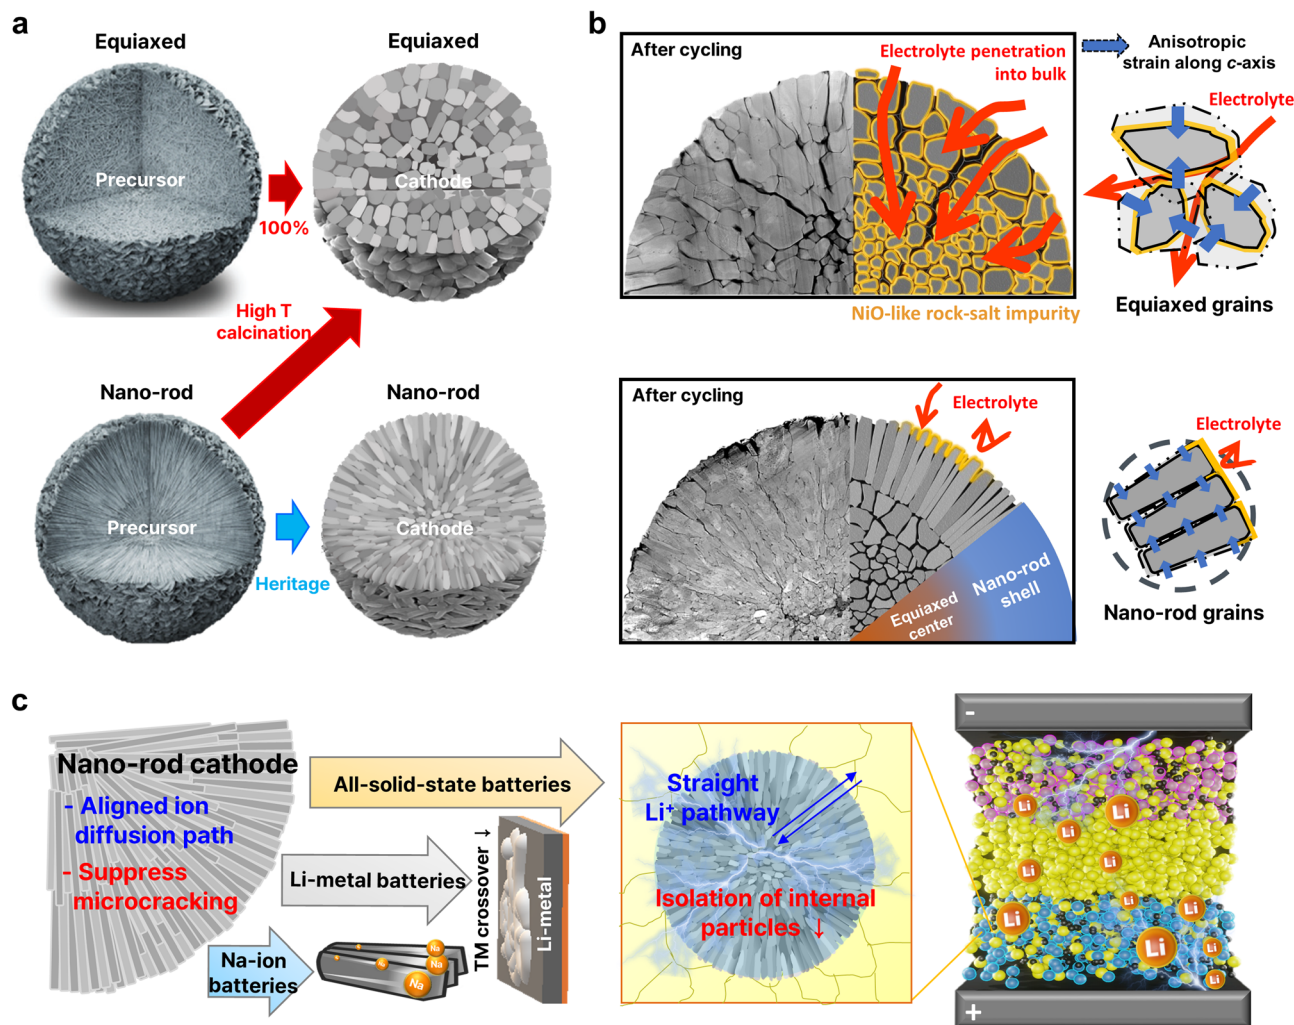 a
Equiaxed
Equiaxed
Precursor
Cathode
100%
High T
calcination
Nano-rod
Nano-rod
Precursor
Cathode
Heritage
b
After cycling
Electrolyte penetration
into bulk
NiO-like rock-salt impurity
Anisotropic
strain along c-axis
Electrolyte
Equiaxed grains
After cycling
Electrolyte
Equiaxed
center
Nano-rod
shell
Electrolyte
Nano-rod grains
c
Nano-rod cathode
- Aligned ion
diffusion path
- Suppress
microcracking
All-solid-state batteries
Li-metal batteries
Na-ion
batteries
Na
Na
Na
Na
TM crossover ↓
Li-metal
Straight
Li⁺ pathway
Isolation of internal
particles ↓
-
Li
Li
Li
Li
Li
Li
Li
Li
Li
Li
Li
+